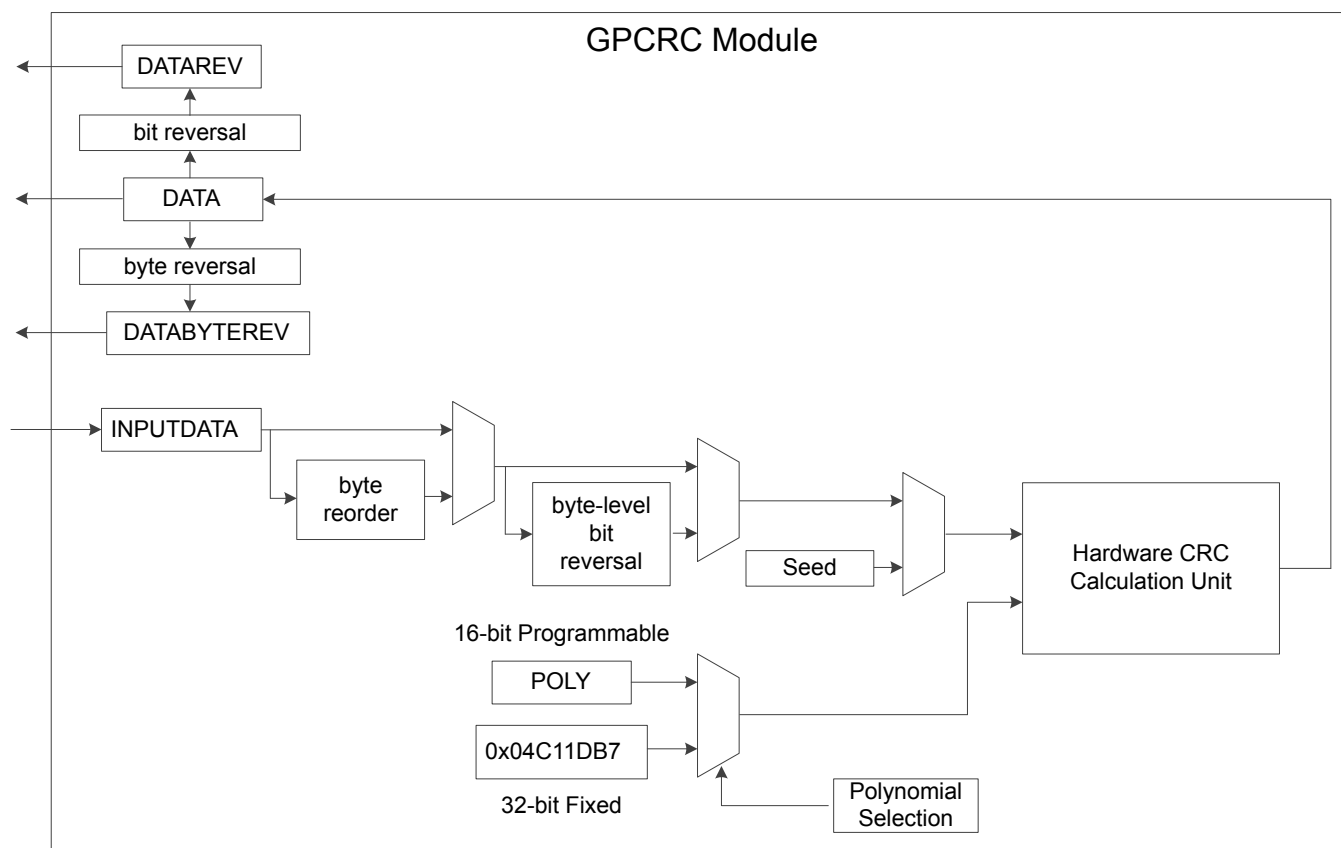 GPCRC Module
DATAREV
bit reversal
DATA
byte reversal
DATABYTEREV
INPUTDATA
byte
reorder
byte-level
bit
reversal
Seed
Hardware CRC
Calculation Unit
16-bit Programmable
POLY
0x04C11DB7
32-bit Fixed
Polynomial
Selection